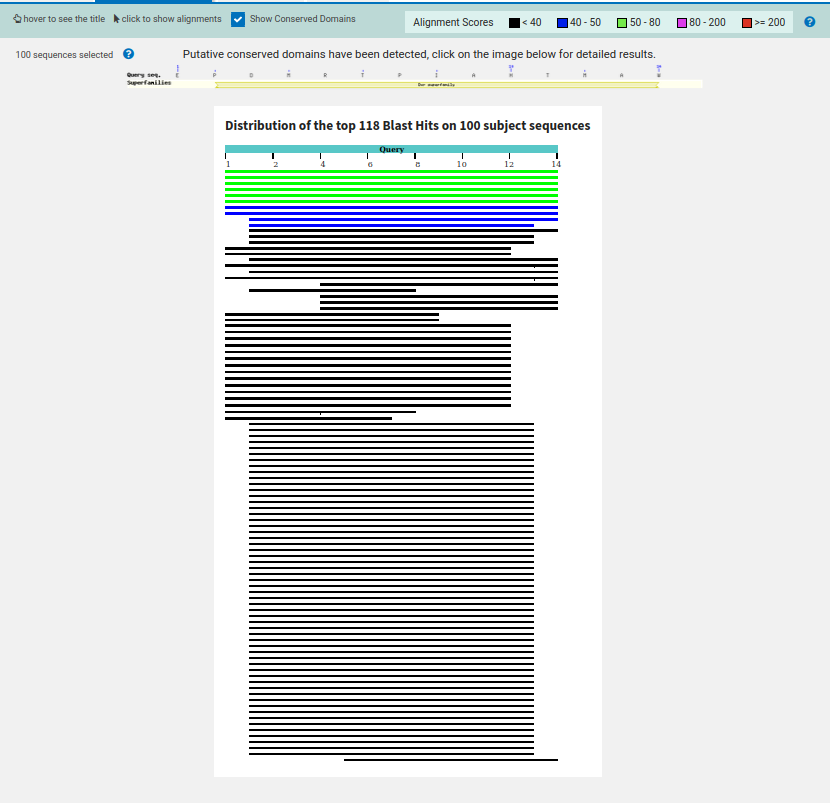 hover to see the title click to show alignments Show Conserved Domains
Alignment Scores < 40 40 - 50 50 - 80 80 - 200 >= 200 ?
100 sequences selected ? Putative conserved domains have been detected, click on the image below for detailed results.
Query seq.
Superfamilies
Distribution of the top 118 Blast Hits on 100 subject sequences
Query
1 2 4 6 8 10 12 14